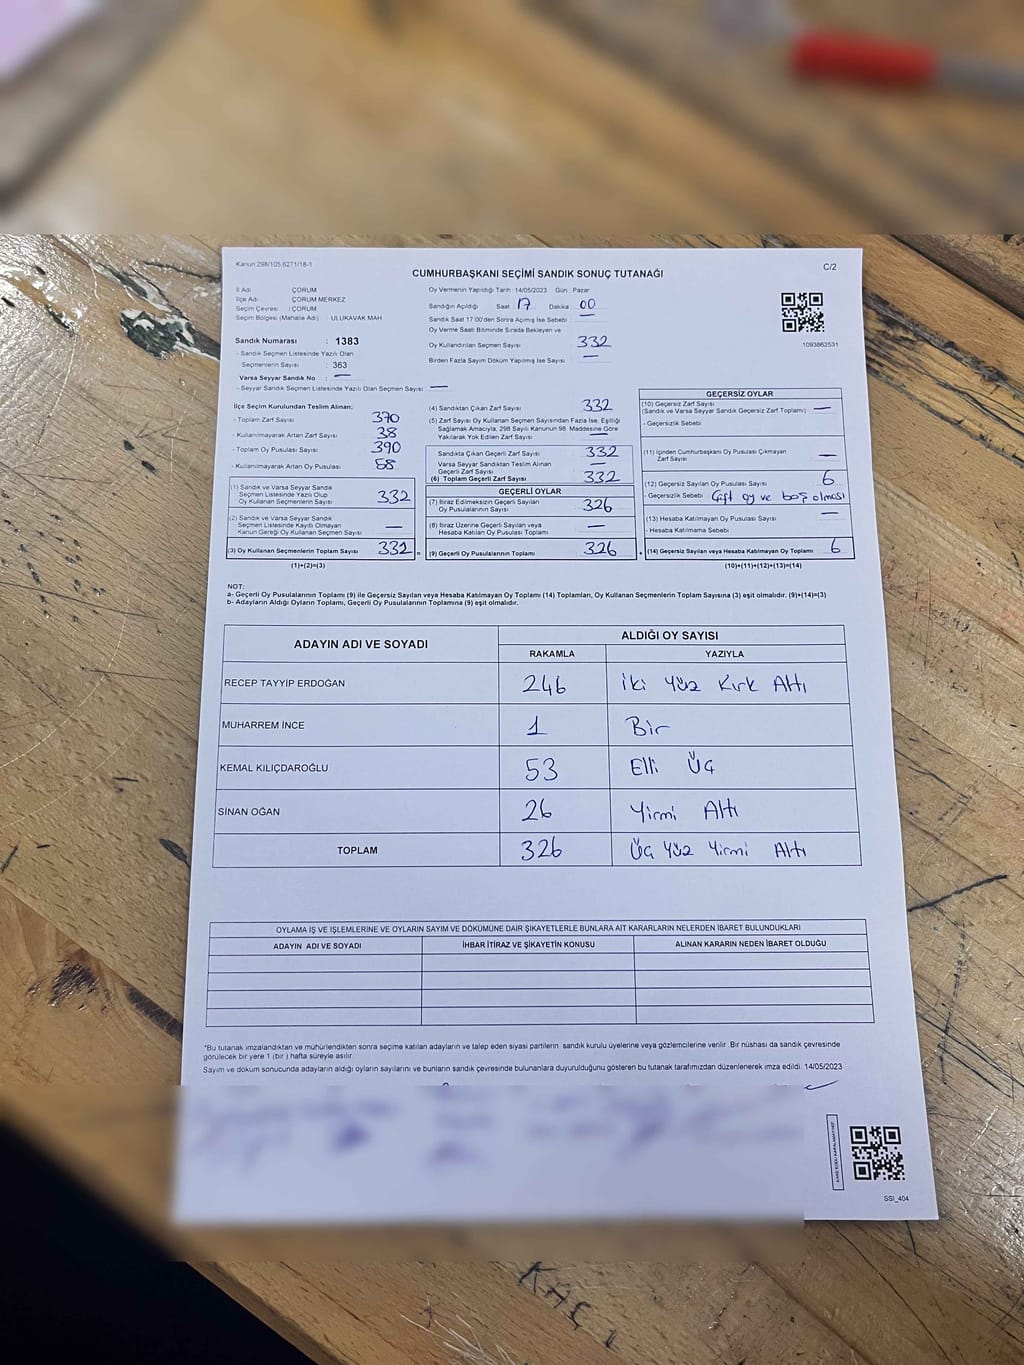 Kanun:298/105 6271/18-1
C/2
CUMHURBAŞKANI SEÇİMİ SANDIK SONUÇ TUTANAĞI
İl Adı ÇORUM
İlçe Adı ÇORUM MERKEZ
Seçim Çevresi : ÇORUM
Seçim Bölgesi (Mahalle Adı) : ULUKAVAK MAH
Sandık Numarası : 1383
- Sandık Seçmen Listesinde Yazılı Olan
Seçmenlerin Sayısı : 363
Varsa Seyyar Sandık No : —
- Seyyar Sandık Seçmen Listesinde Yazılı Olan Seçmen Sayısı : —
Oy Vermenin Yapıldığı Tarih : 14/05/2023 Gün : Pazar
Sandığın Açıldığı Saat : 17 Dakika : 00
Sandık Saat 17:00'den Sonra Açılmış İse Sebebi : —
Oy Verme Saati Bitiminde Sırada Bekleyen ve
Oy Kullandırılan Seçmen Sayısı 332
Birden Fazla Sayım Döküm Yapılmış İse Sayısı —
1093862531
İlçe Seçim Kurulundan Teslim Alınan;
- Toplam Zarf Sayısı 370
- Kullanılmayarak Artan Zarf Sayısı 38
- Toplam Oy Pusulası Sayısı 390
- Kullanılmayarak Artan Oy Pusulası 58
(1) Sandık ve Varsa Seyyar Sandık
Seçmen Listesinde Yazılı Olup
Oy Kullanan Seçmenlerin Sayısı 332
(2) Sandık ve Varsa Seyyar Sandık
Seçmen Listesinde Kayıtlı Olmayan
Kanun Gereği Oy Kullanan Seçmen Sayısı —
(3) Oy Kullanan Seçmenlerin Toplam Sayısı 332 =
(1)+(2)=(3)
(4) Sandıktan Çıkan Zarf Sayısı 332
(5) Zarf Sayısı Oy Kullanan Seçmen Sayısından Fazla İse, Eşitliği
Sağlamak Amacıyla, 298 Sayılı Kanunun 98. Maddesine Göre
Yakılarak Yok Edilen Zarf Sayısı —
Sandıkta Çıkan Geçerli Zarf Sayısı 332
Varsa Seyyar Sandıktan Teslim Alınan
Geçerli Zarf Sayısı —
(6) Toplam Geçerli Zarf Sayısı 332
GEÇERLİ OYLAR
(7) İtiraz Edilmeksizin Geçerli Sayılan
Oy Pusulalarının Sayısı 326
(8) İtiraz Üzerine Geçerli Sayılan veya
Hesaba Katılan Oy Pusulası Toplamı —
(9) Geçerli Oy Pusulalarının Toplamı 326 +
GEÇERSİZ OYLAR
(10) Geçersiz Zarf Sayısı
(Sandık ve Varsa Seyyar Sandık Geçersiz Zarf Toplamı) —
- Geçersizlik Sebebi :
(11) İçinden Cumhurbaşkanı Oy Pusulası Çıkmayan
Zarf Sayısı —
(12) Geçersiz Sayılan Oy Pusulası Sayısı 6
- Geçersizlik Sebebi : Çift oy ve boş olması
(13) Hesaba Katılmayan Oy Pusulası Sayısı —
- Hesaba Katılmama Sebebi :
(14) Geçersiz Sayılan veya Hesaba Katılmayan Oy Toplamı 6
(10)+(11)+(12)+(13)=(14)
NOT:
a- Geçerli Oy Pusulalarının Toplamı (9) ile Geçersiz Sayılan veya Hesaba Katılmayan Oy Toplamı (14) Toplamları, Oy Kullanan Seçmenlerin Toplam Sayısına (3) eşit olmalıdır. (9)+(14)=(3)
b- Adayların Aldığı Oyların Toplamı, Geçerli Oy Pusulalarının Toplamına (9) eşit olmalıdır.
ADAYIN ADI VE SOYADI ALDIĞI OY SAYISI
RAKAMLA YAZIYLA
RECEP TAYYİP ERDOĞAN 246 İki Yüz Kırk Altı
MUHARREM İNCE 1 Bir
KEMAL KILIÇDAROĞLU 53 Elli Üç
SİNAN OĞAN 26 Yirmi Altı
TOPLAM 326 Üç Yüz Yirmi Altı
OYLAMA İŞ VE İŞLEMLERİNE VE OYLARIN SAYIM VE DÖKÜMÜNE DAİR ŞİKAYETLERLE BUNLARA AİT KARARLARIN NELERDEN İBARET BULUNDUKLARI
ADAYIN ADI VE SOYADI İHBAR İTİRAZ VE ŞİKAYETİN KONUSU ALINAN KARARIN NEDEN İBARET OLDUĞU
*Bu tutanak imzalandıktan ve mühürlendikten sonra seçime katılan adayların ve talep eden siyasi partilerin, sandık kurulu üyelerine veya gözlemcilerine verilir. Bir nüshası da sandık çevresinde
görülecek bir yere 1 (bir) hafta süreyle asılır.
Sayım ve döküm sonucunda adayların aldığı oyların sayılarını ve bunların sandık çevresinde bulunanlara duyurulduğunu gösteren bu tutanak tarafımızdan düzenlenerek imza edildi. 14/05/2023
SSI_404